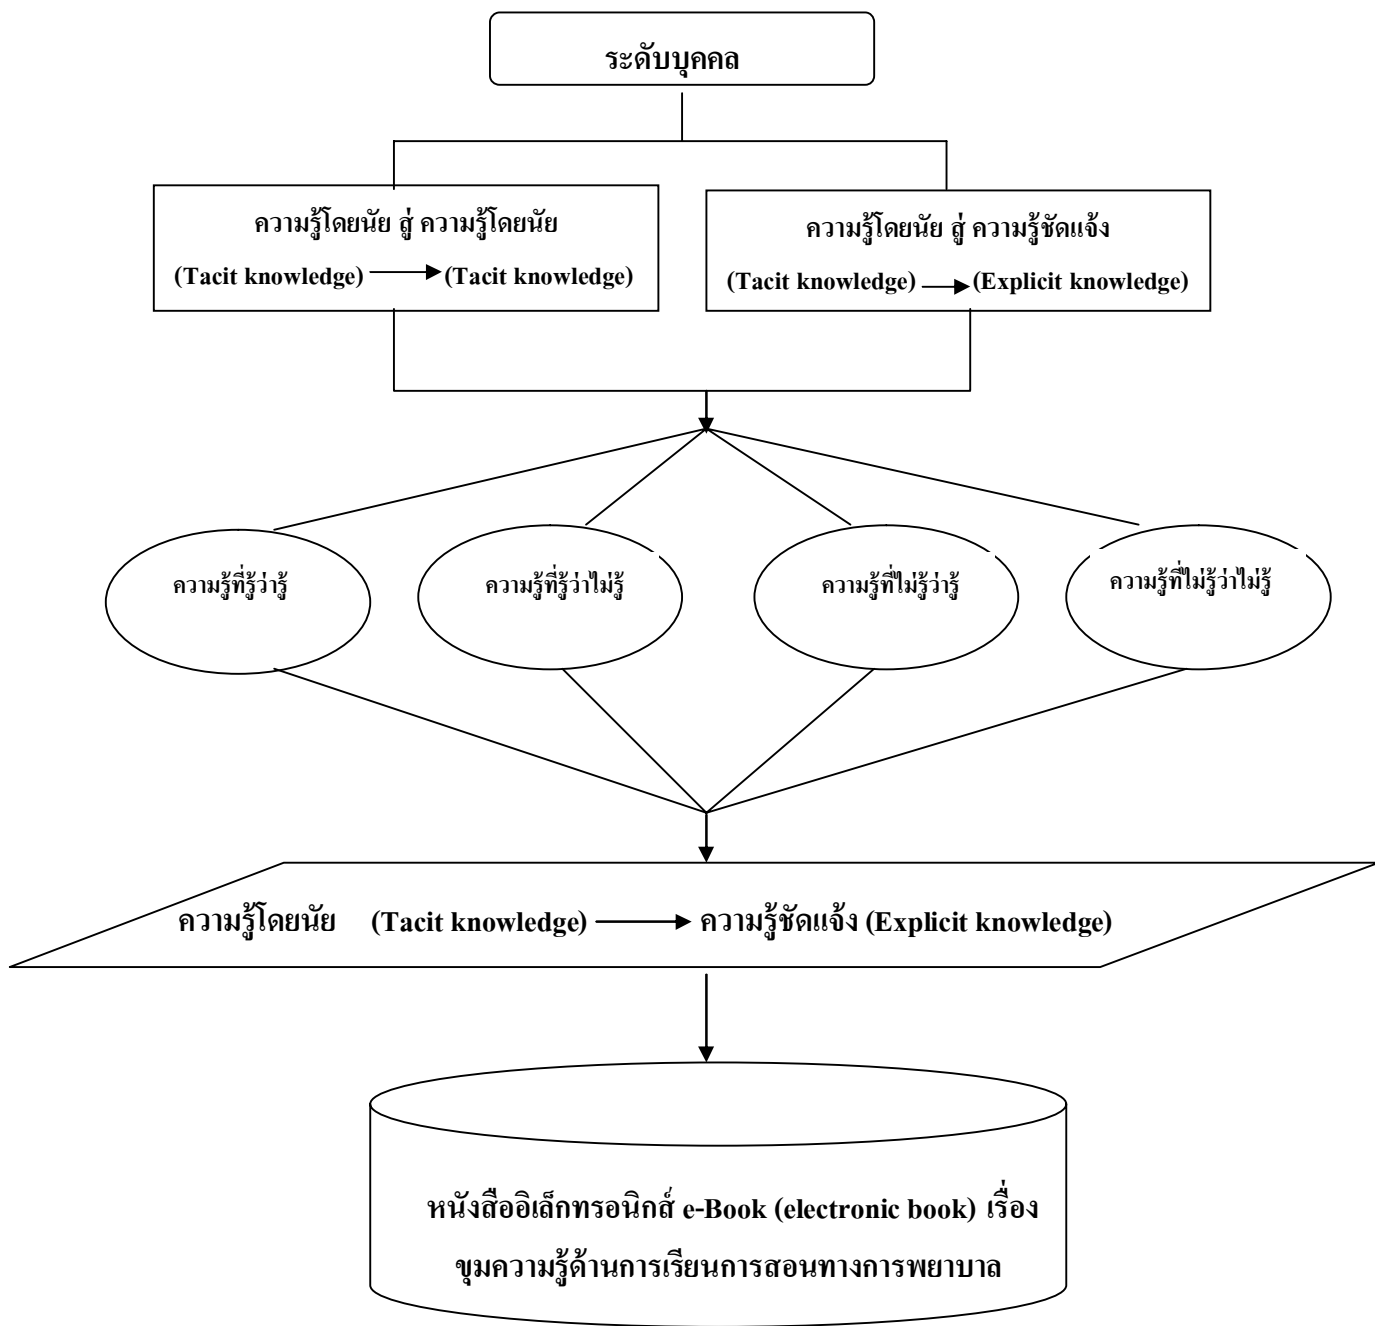 ระดับบุคคล
ความรู้โดยนัย สู่ ความรู้โดยนัย
(Tacit knowledge) (Tacit knowledge)
ความรู้โดยนัย สู่ ความรู้ชัดแจ้ง
(Tacit knowledge) (Explicit knowledge)
ความรู้ที่รู้ว่ารู้
ความรู้ที่รู้ว่าไม่รู้
ความรู้ที่ไม่รู้ว่ารู้
ความรู้ที่ไม่รู้ว่าไม่รู้
ความรู้โดยนัย (Tacit knowledge) ความรู้ชัดแจ้ง (Explicit knowledge)
หนังสืออิเล็กทรอนิกส์ e-Book (electronic book) เรื่อง
ขุมความรู้ด้านการเรียนการสอนทางการพยาบาล